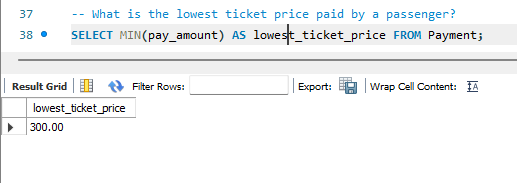 37 -- What is the lowest ticket price paid by a passenger?
38 SELECT MIN(pay_amount) AS lowest_ticket_price FROM Payment;
Result Grid Filter Rows: Export: Wrap Cell Content: IA
lowest_ticket_price
300.00